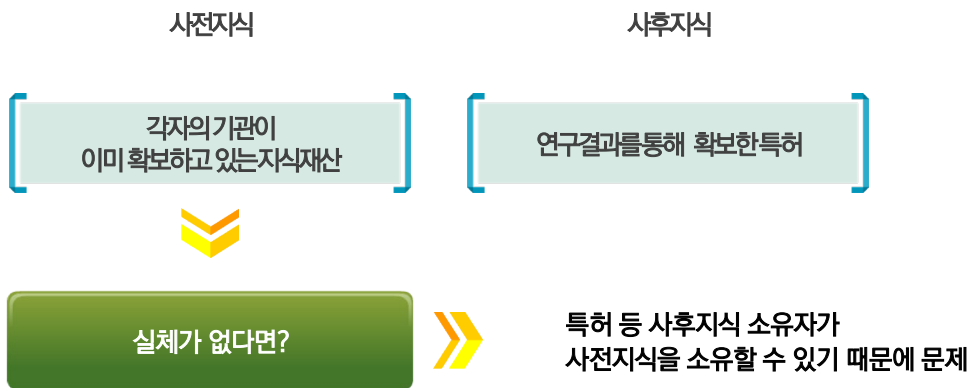 사전지식
사후지식
각자의 기관이
이미 확보하고 있는 지식재산
연구결과를 통해 확보한 특허
실체가 없다면?
특허 등 사후지식 소유자가
사전지식을 소유할 수 있기 때문에 문제